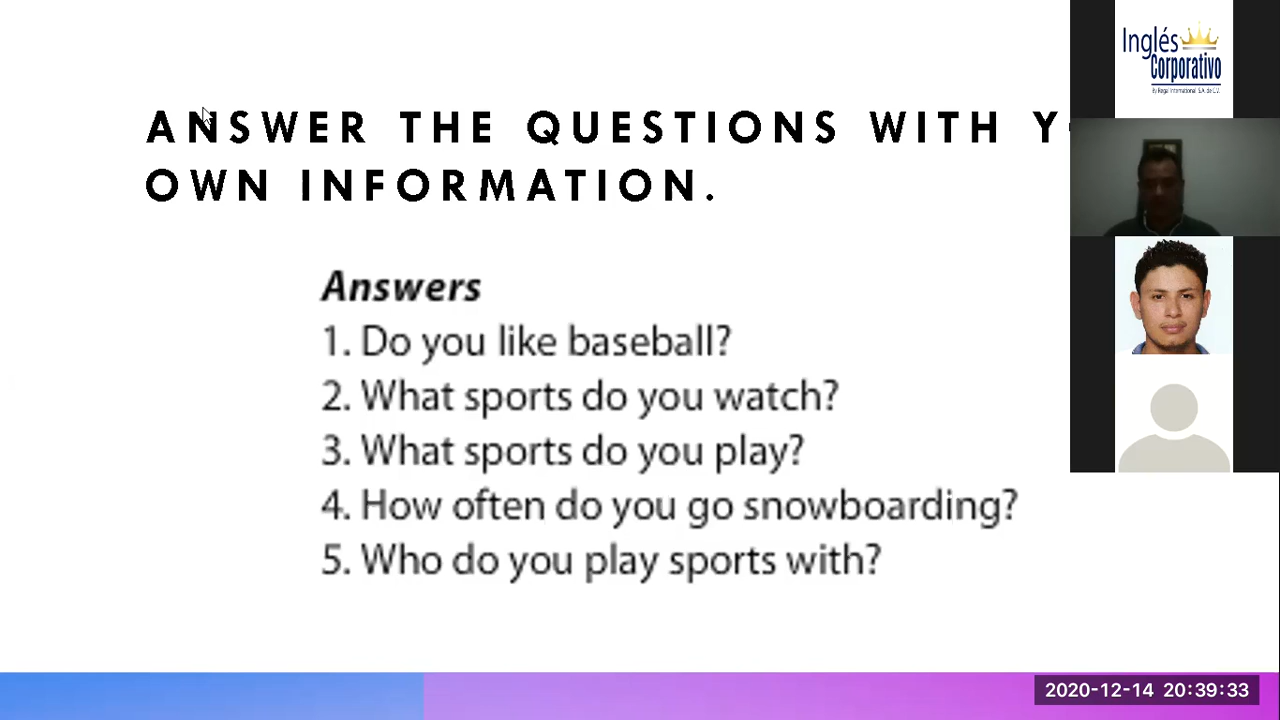 ANSWER THE QUESTIONS WITH
OWN INFORMATION.
Answers
1. Do you like baseball?
2. What sports do you watch?
3. What sports do you play?
4. How often do you go snowboarding?
5. Who do you play sports with?
Inglés
Corporativo
2020-12-14 20:39:33